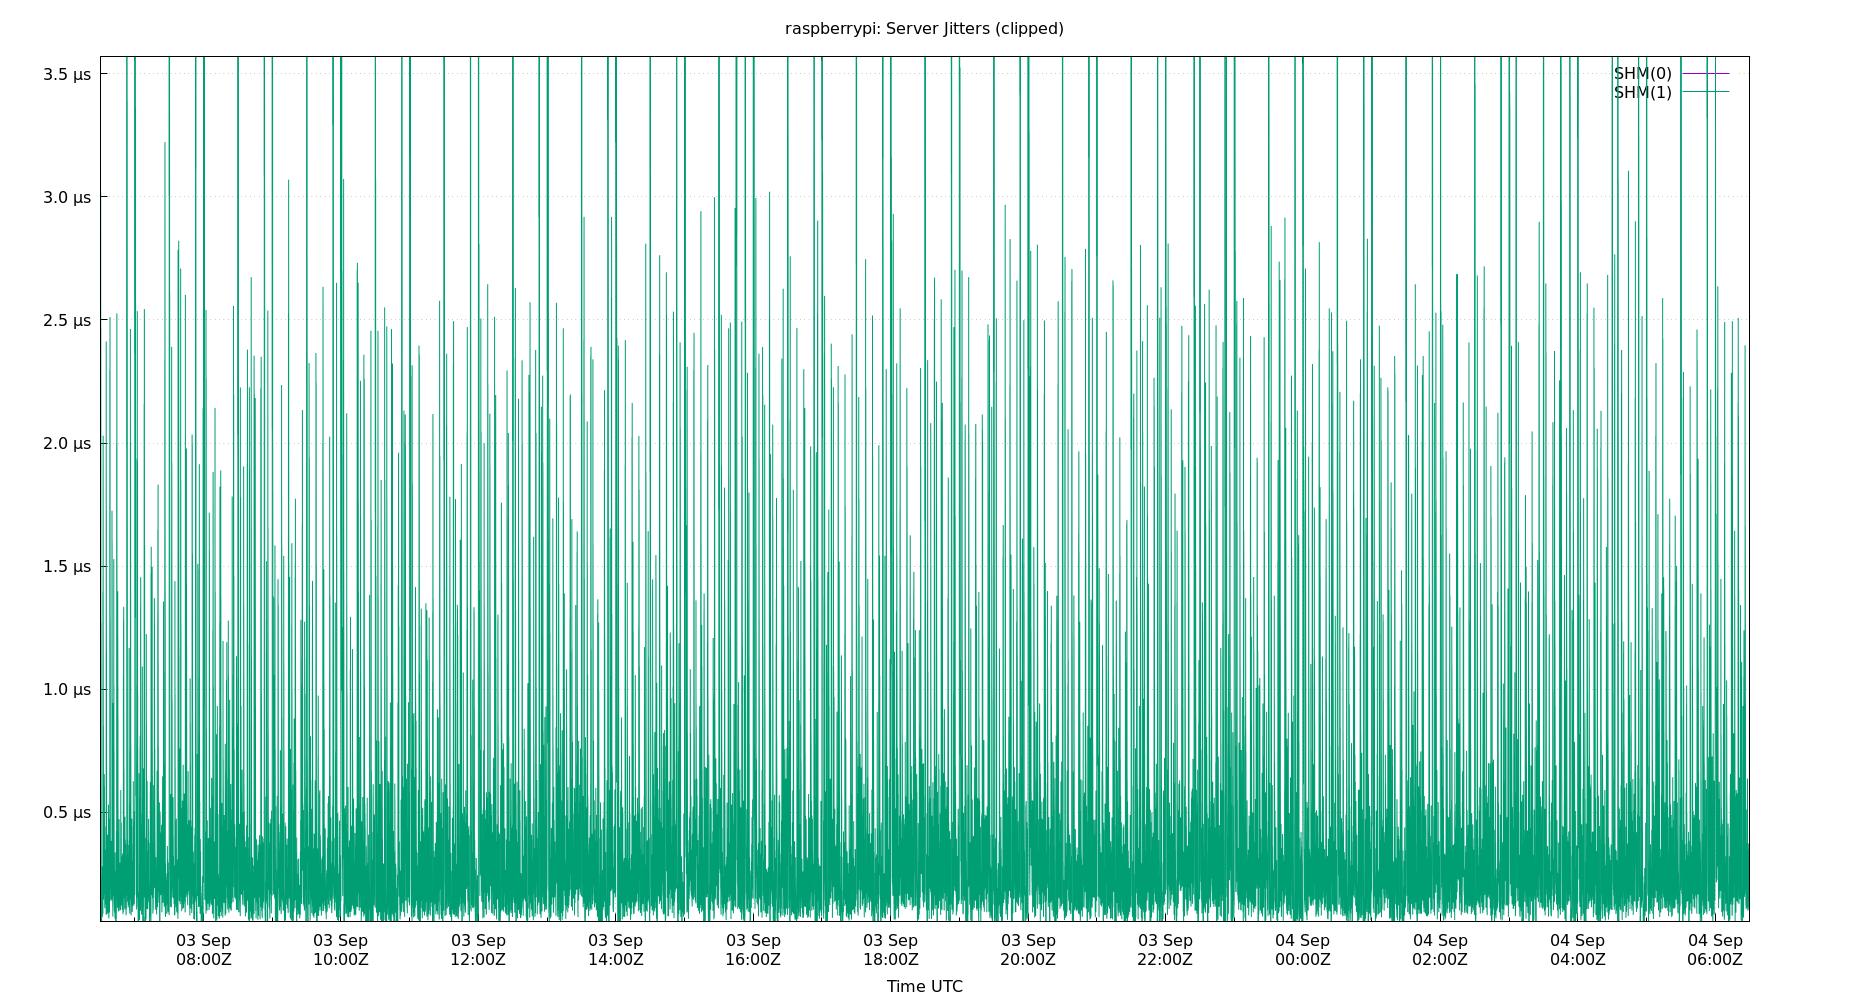 raspberrypi: Server Jitters (clipped)
3.5 µs
3.0 µs
2.5 µs
2.0 µs
1.5 µs
1.0 µs
0.5 µs
SHM(0)
SHM(1)
03 Sep 03 Sep 03 Sep 03 Sep 03 Sep 03 Sep 03 Sep 03 Sep 04 Sep 04 Sep 04 Sep 04 Sep
08:00Z 10:00Z 12:00Z 14:00Z 16:00Z 18:00Z 20:00Z 22:00Z 00:00Z 02:00Z 04:00Z 06:00Z
Time UTC